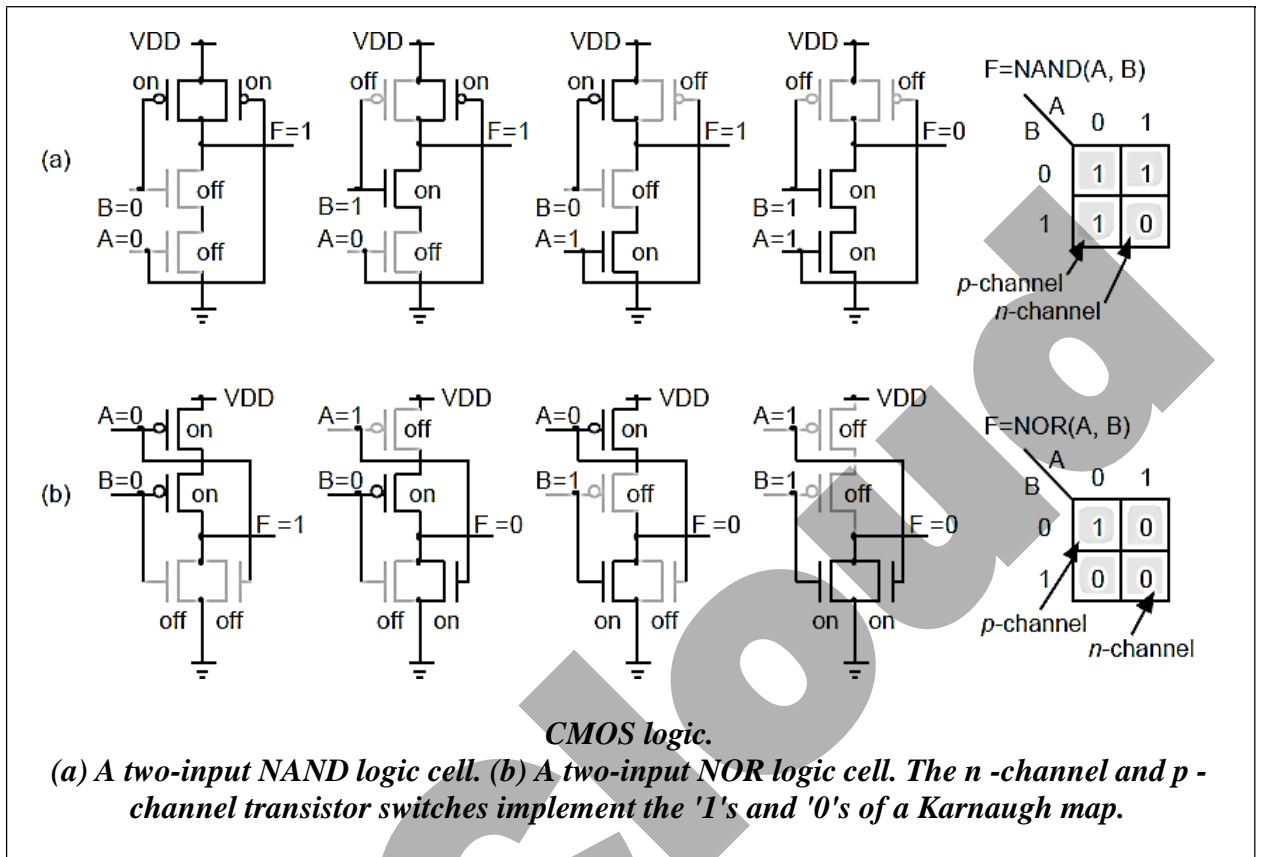 VDD VDD VDD VDD
on on off on on off off off
F=NAND(A, B)
A
B 0 1
F=1 F=1 F=1 F=0
(a)
0 1 1
off on off on
B=0 B=1 B=0 B=1
1 1 0
A=0 A=0 A=1 A=1
off off on on
p-channel
n-channel
VDD VDD VDD VDD
A=0 A=1 A=0 A=1
on off on off
F=NOR(A, B)
A
B 0 1
B=0 B=0 B=1 B=1
(b)
on on off off
F =1 F =0 F =0 F =0
0 1 0
1 0 0
off off off on on off on on
p-channel
n-channel
CMOS logic.
(a) A two-input NAND logic cell. (b) A two-input NOR logic cell. The n -channel and p -
channel transistor switches implement the '1's and '0's of a Karnaugh map.
cloud